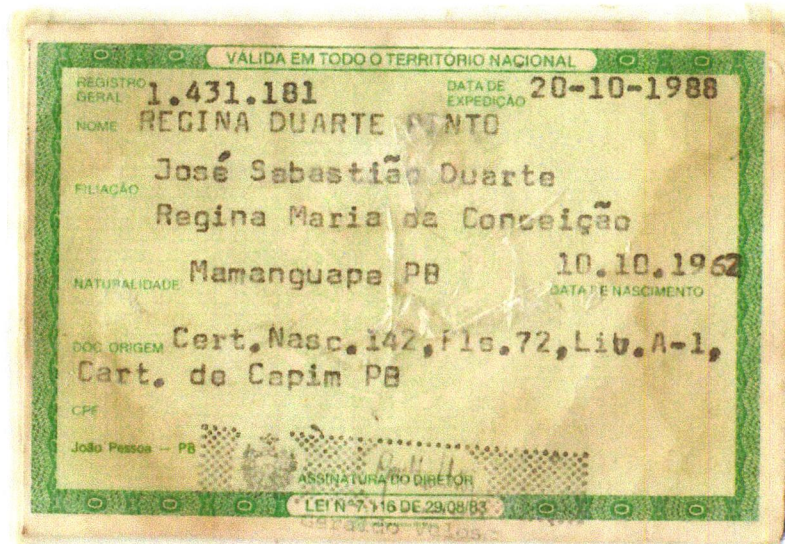 VÁLIDA EM TODO O TERRITÓRIO NACIONAL
REGISTRO GERAL 1.431.181 DATA DE EXPEDIÇÃO 20-10-1988
NOME REGINA DUARTE PINTO
FILIAÇÃO José Sabastião Duarte
Regina Maria da Conceição
NATURALIDADE Mamanguape PB 10.10.1962
DATA DE NASCIMENTO
DOC ORIGEM Cert.Nasc.142,Fls.72,Liv.A-1,
Cart. de Capim PB
CPF
João Pessoa — PB
ASSINATURA DO DIRETOR
LEI Nº 7.116 DE 29/08/83
Geraldo